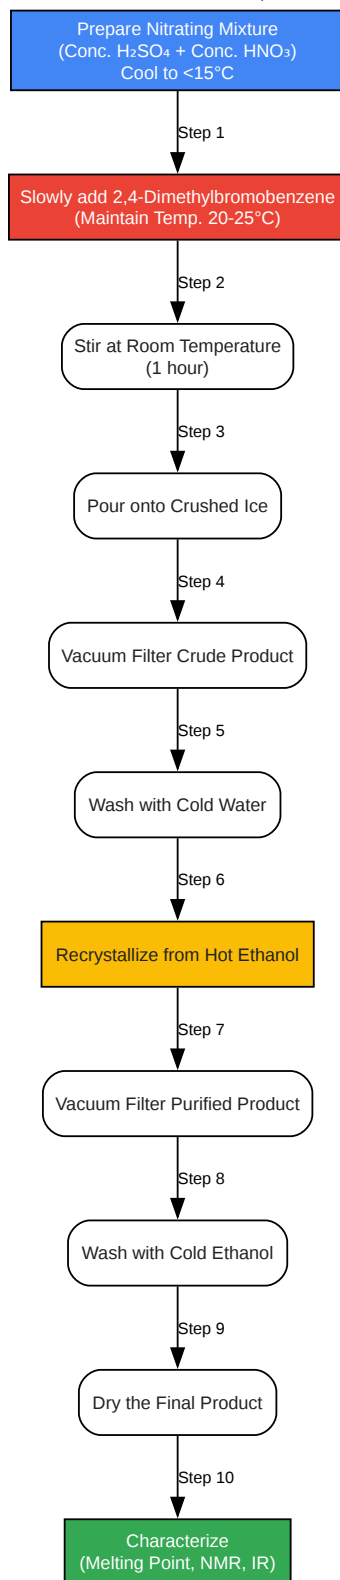 Prepare Nitrating Mixture
(Conc. H₂SO₄ + Conc. HNO₃)
Cool to <15°C
Step 1
Slowly add 2,4-Dimethylbromobenzene
(Maintain Temp. 20-25°C)
Step 2
Stir at Room Temperature
(1 hour)
Step 3
Pour onto Crushed Ice
Step 4
Vacuum Filter Crude Product
Step 5
Wash with Cold Water
Step 6
Recrystallize from Hot Ethanol
Step 7
Vacuum Filter Purified Product
Step 8
Wash with Cold Ethanol
Step 9
Dry the Final Product
Step 10
Characterize
(Melting Point, NMR, IR)